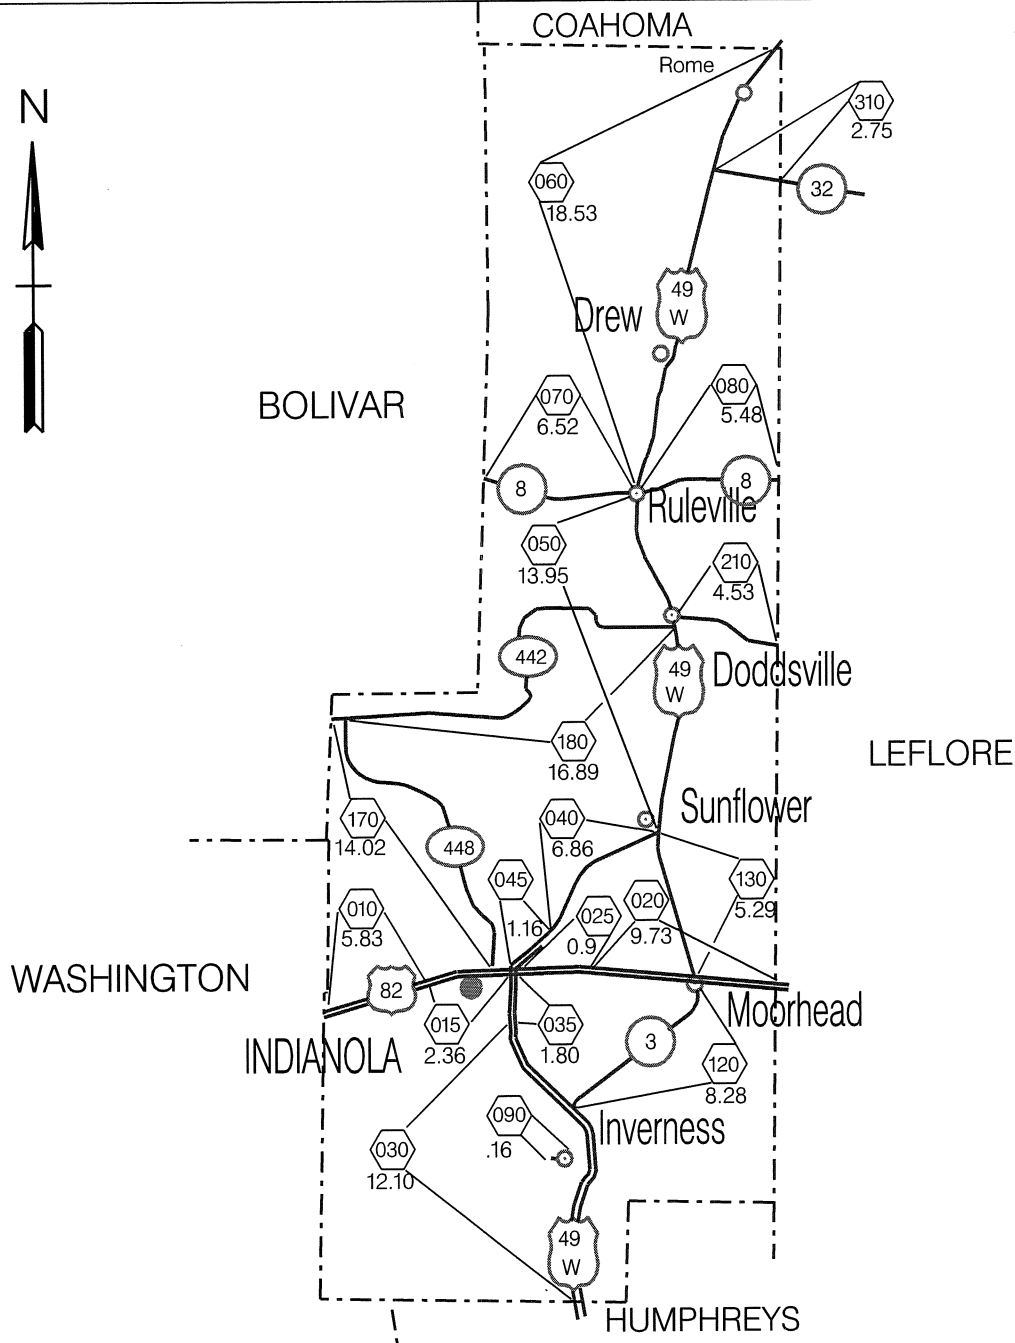 COAHOMA
Rome
N
310
2.75
060
32
18.53
49
W
Drew
BOLIVAR
070
6.52
080
5.48
8
8
Ruleville
050
13.95
210
4.53
442
49
W
Doddsville
180
16.89
LEFLORE
Sunflower
170
14.02
040
6.86
448
045
130
5.29
010
5.83
1.16
025
0.9
020
9.73
WASHINGTON
82
Moorhead
015
2.36
035
1.80
3
INDIANOLA
120
8.28
090
.16
Inverness
030
12.10
49
W
HUMPHREYS